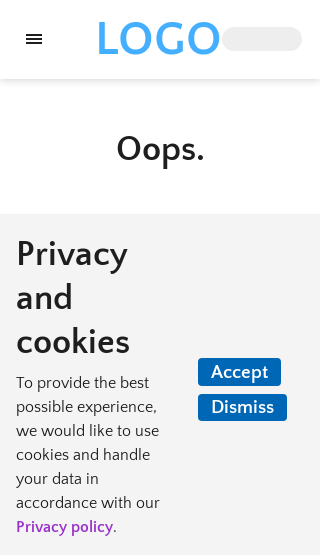 LOGO
Oops.
Privacy
and
cookies
To provide the best
possible experience,
we would like to use
cookies and handle
your data in
accordance with our
Privacy policy.
Accept
Dismiss